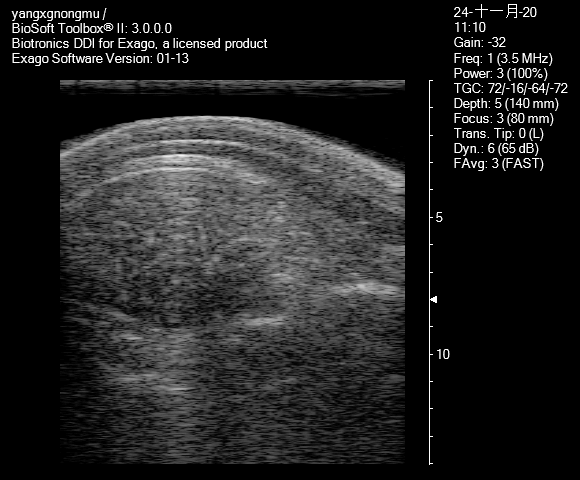 yangxgnongmu /
BioSoft Toolbox® II: 3.0.0.0
Biotronics DDI for Exago, a licensed product
Exago Software Version: 01-13
24-十一月-20
11:10
Gain: -32
Freq: 1 (3.5 MHz)
Power: 3 (100%)
TGC: 72/-16/-64/-72
Depth: 5 (140 mm)
Focus: 3 (80 mm)
Trans. Tip: 0 (L)
Dyn.: 6 (65 dB)
FAvg: 3 (FAST)
5
10